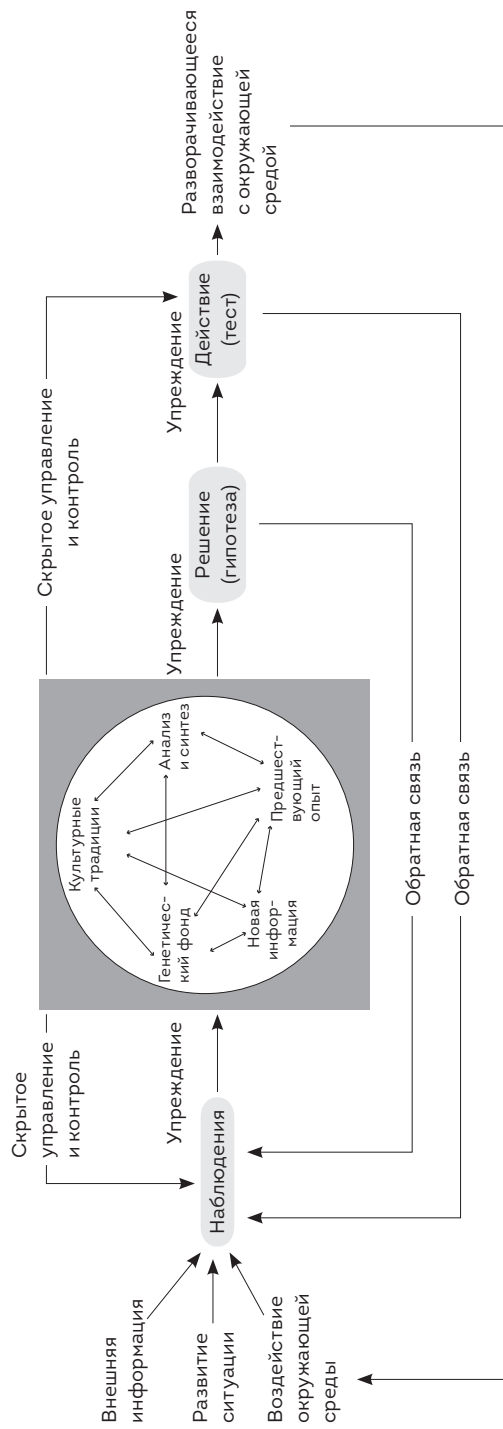 Скрытое
управление
и контроль
Скрытое управление
и контроль
Внешняя
информация
Развитие
ситуации
Воздействие
окружающей
среды
Наблюдения
Упреждение
Культурные
традиции
Генетичес-
кий фонд
Анализ
и синтез
Новая
инфор-
мация
Предшест-
вующий
опыт
Упреждение
Решение
(гипотеза)
Упреждение
Действие
(тест)
Разворачивающееся
взаимодействие
с окружающей
средой
Обратная связь
Обратная связь